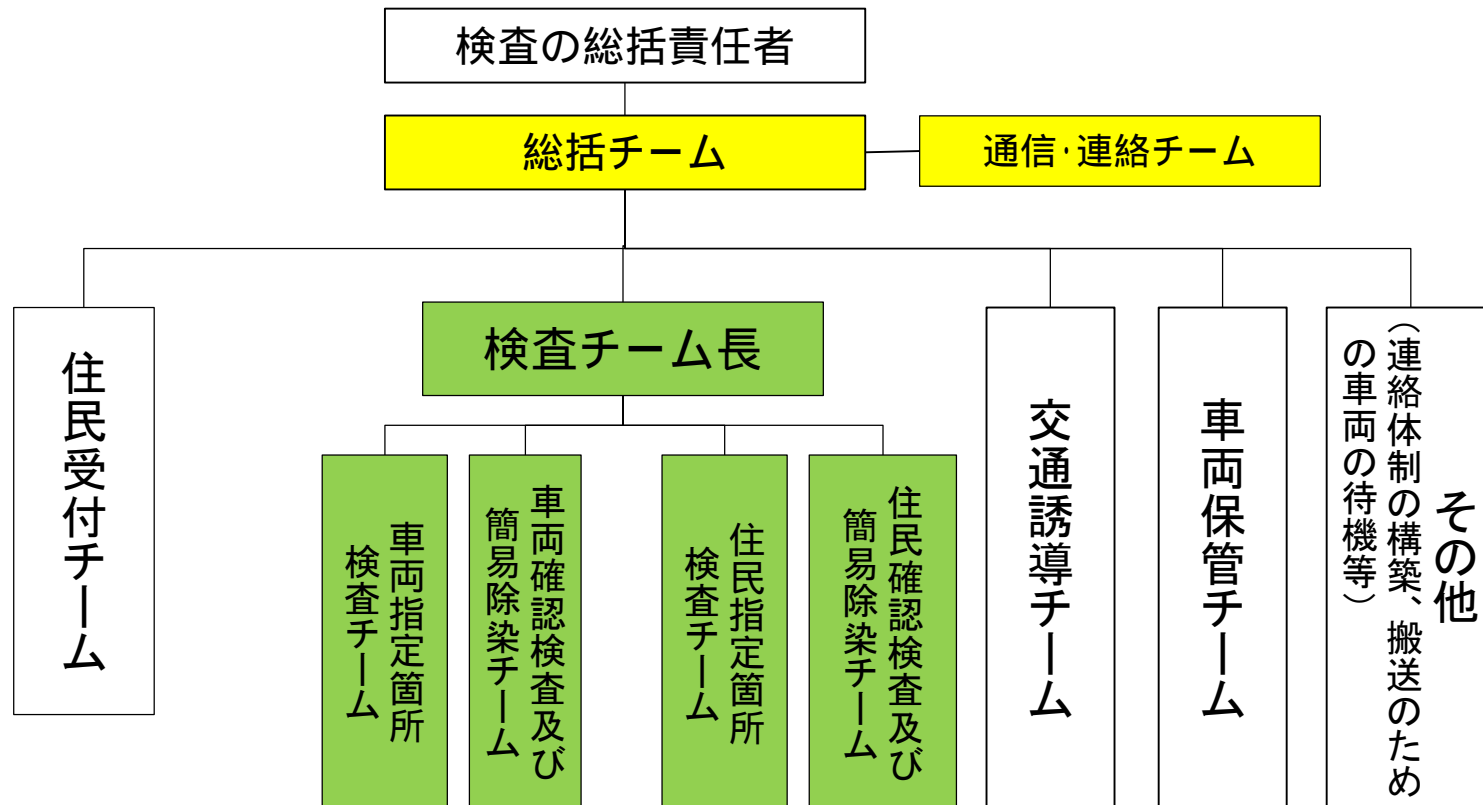 検査の総括責任者
総括チーム
通信・連絡チーム
住民受付チーム
検査チーム長
車両指定箇所
検査チーム
車両確認検査及び
簡易除染チーム
住民指定箇所
検査チーム
住民確認検査及び
簡易除染チーム
交通誘導チーム
車両保管チーム
その他
（連絡体制の構築、搬送のため
の車両の待機等）